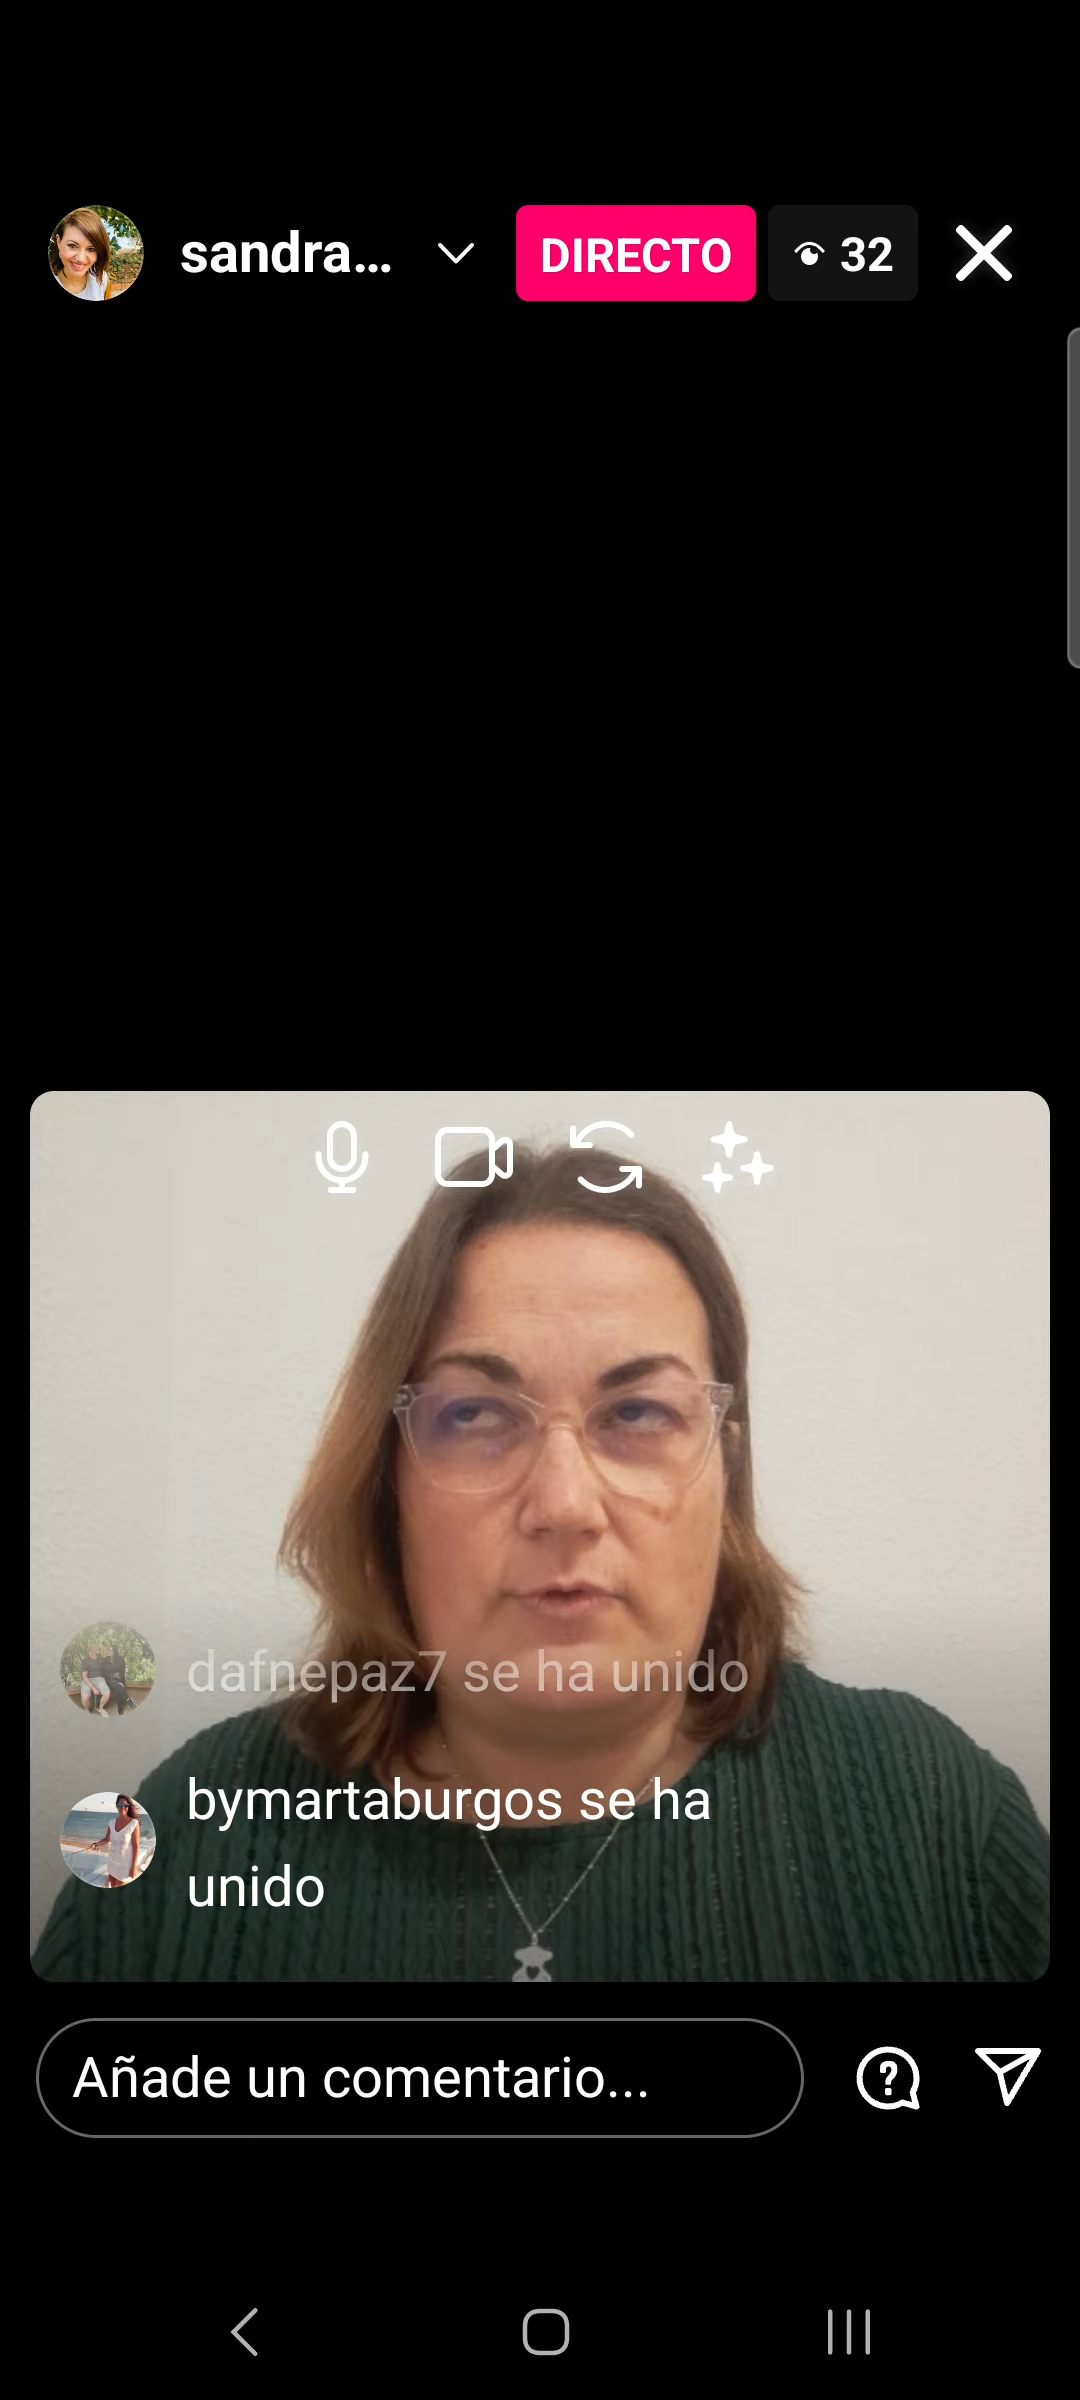 sandra...
DIRECTO
32
dafnepaz7 se ha unido
bymartaburgos se ha
unido
Añade un comentario...